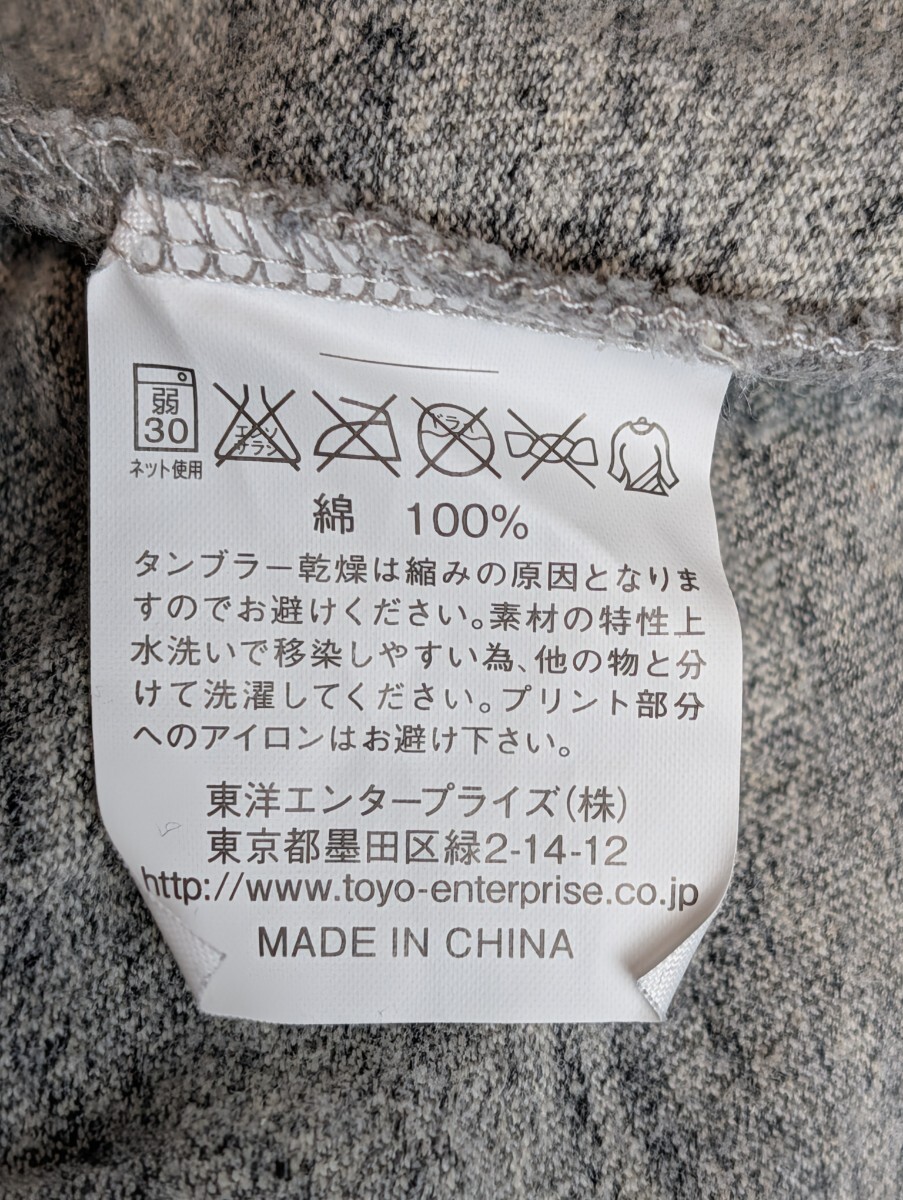 弱
30
ネット使用
エンソ
サラシ
ドライ
綿 100%
タンブラー乾燥は縮みの原因となりま
すのでお避けください。素材の特性上
水洗いで移染しやすい為、他の物と分
けて洗濯してください。プリント部分
へのアイロンはお避け下さい。
東洋エンタープライズ(株)
東京都墨田区緑2-14-12
http://www.toyo-enterprise.co.jp
MADE IN CHINA